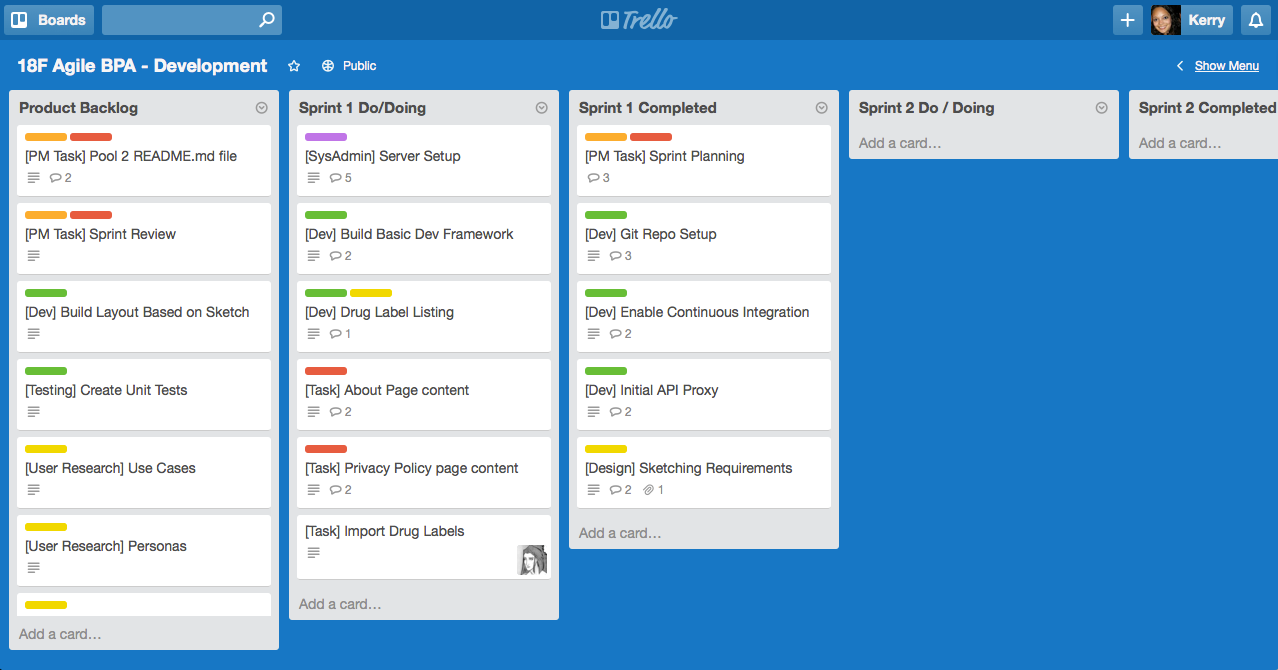 Boards
Trello
Kerry
18F Agile BPA - Development
Public
Show Menu
Product Backlog
[PM Task] Pool 2 README.md file
2
[PM Task] Sprint Review
[Dev] Build Layout Based on Sketch
[Testing] Create Unit Tests
[User Research] Use Cases
[User Research] Personas
Add a card…
Sprint 1 Do/Doing
[SysAdmin] Server Setup
5
[Dev] Build Basic Dev Framework
2
[Dev] Drug Label Listing
1
[Task] About Page content
2
[Task] Privacy Policy page content
2
[Task] Import Drug Labels
Add a card…
Sprint 1 Completed
[PM Task] Sprint Planning
3
[Dev] Git Repo Setup
3
[Dev] Enable Continuous Integration
2
[Dev] Initial API Proxy
2
[Design] Sketching Requirements
2 1
Add a card…
Sprint 2 Do / Doing
Add a card…
Sprint 2 Completed
Add a card…